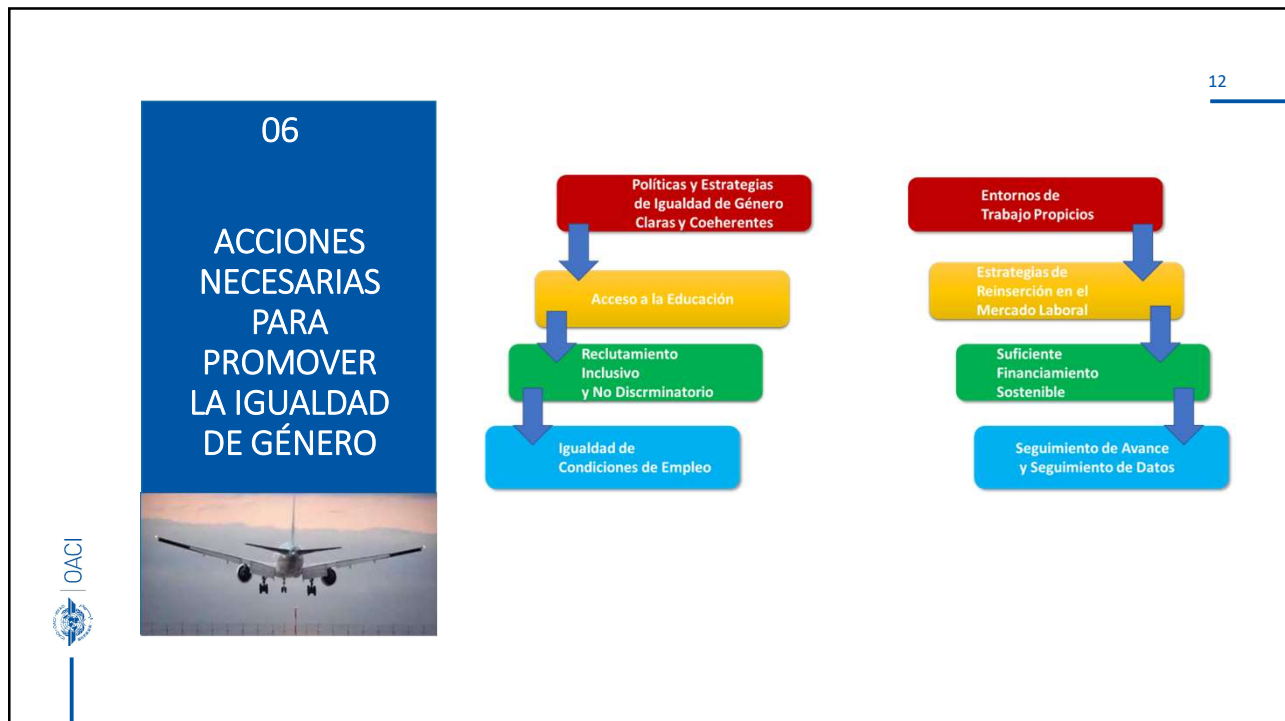 12
06
ACCIONES
NECESARIAS
PARA
PROMOVER
LA IGUALDAD
DE GÉNERO
Políticas y Estrategias
de Igualdad de Género
Claras y Coeherentes
Acceso a la Educación
Reclutamiento
Inclusivo
y No Discrminatorio
Igualdad de
Condiciones de Empleo
Entornos de
Trabajo Propicios
Estrategias de
Reinserción en el
Mercado Laboral
Suficiente
Financiamiento
Sostenible
Seguimiento de Avance
y Seguimiento de Datos
OACI